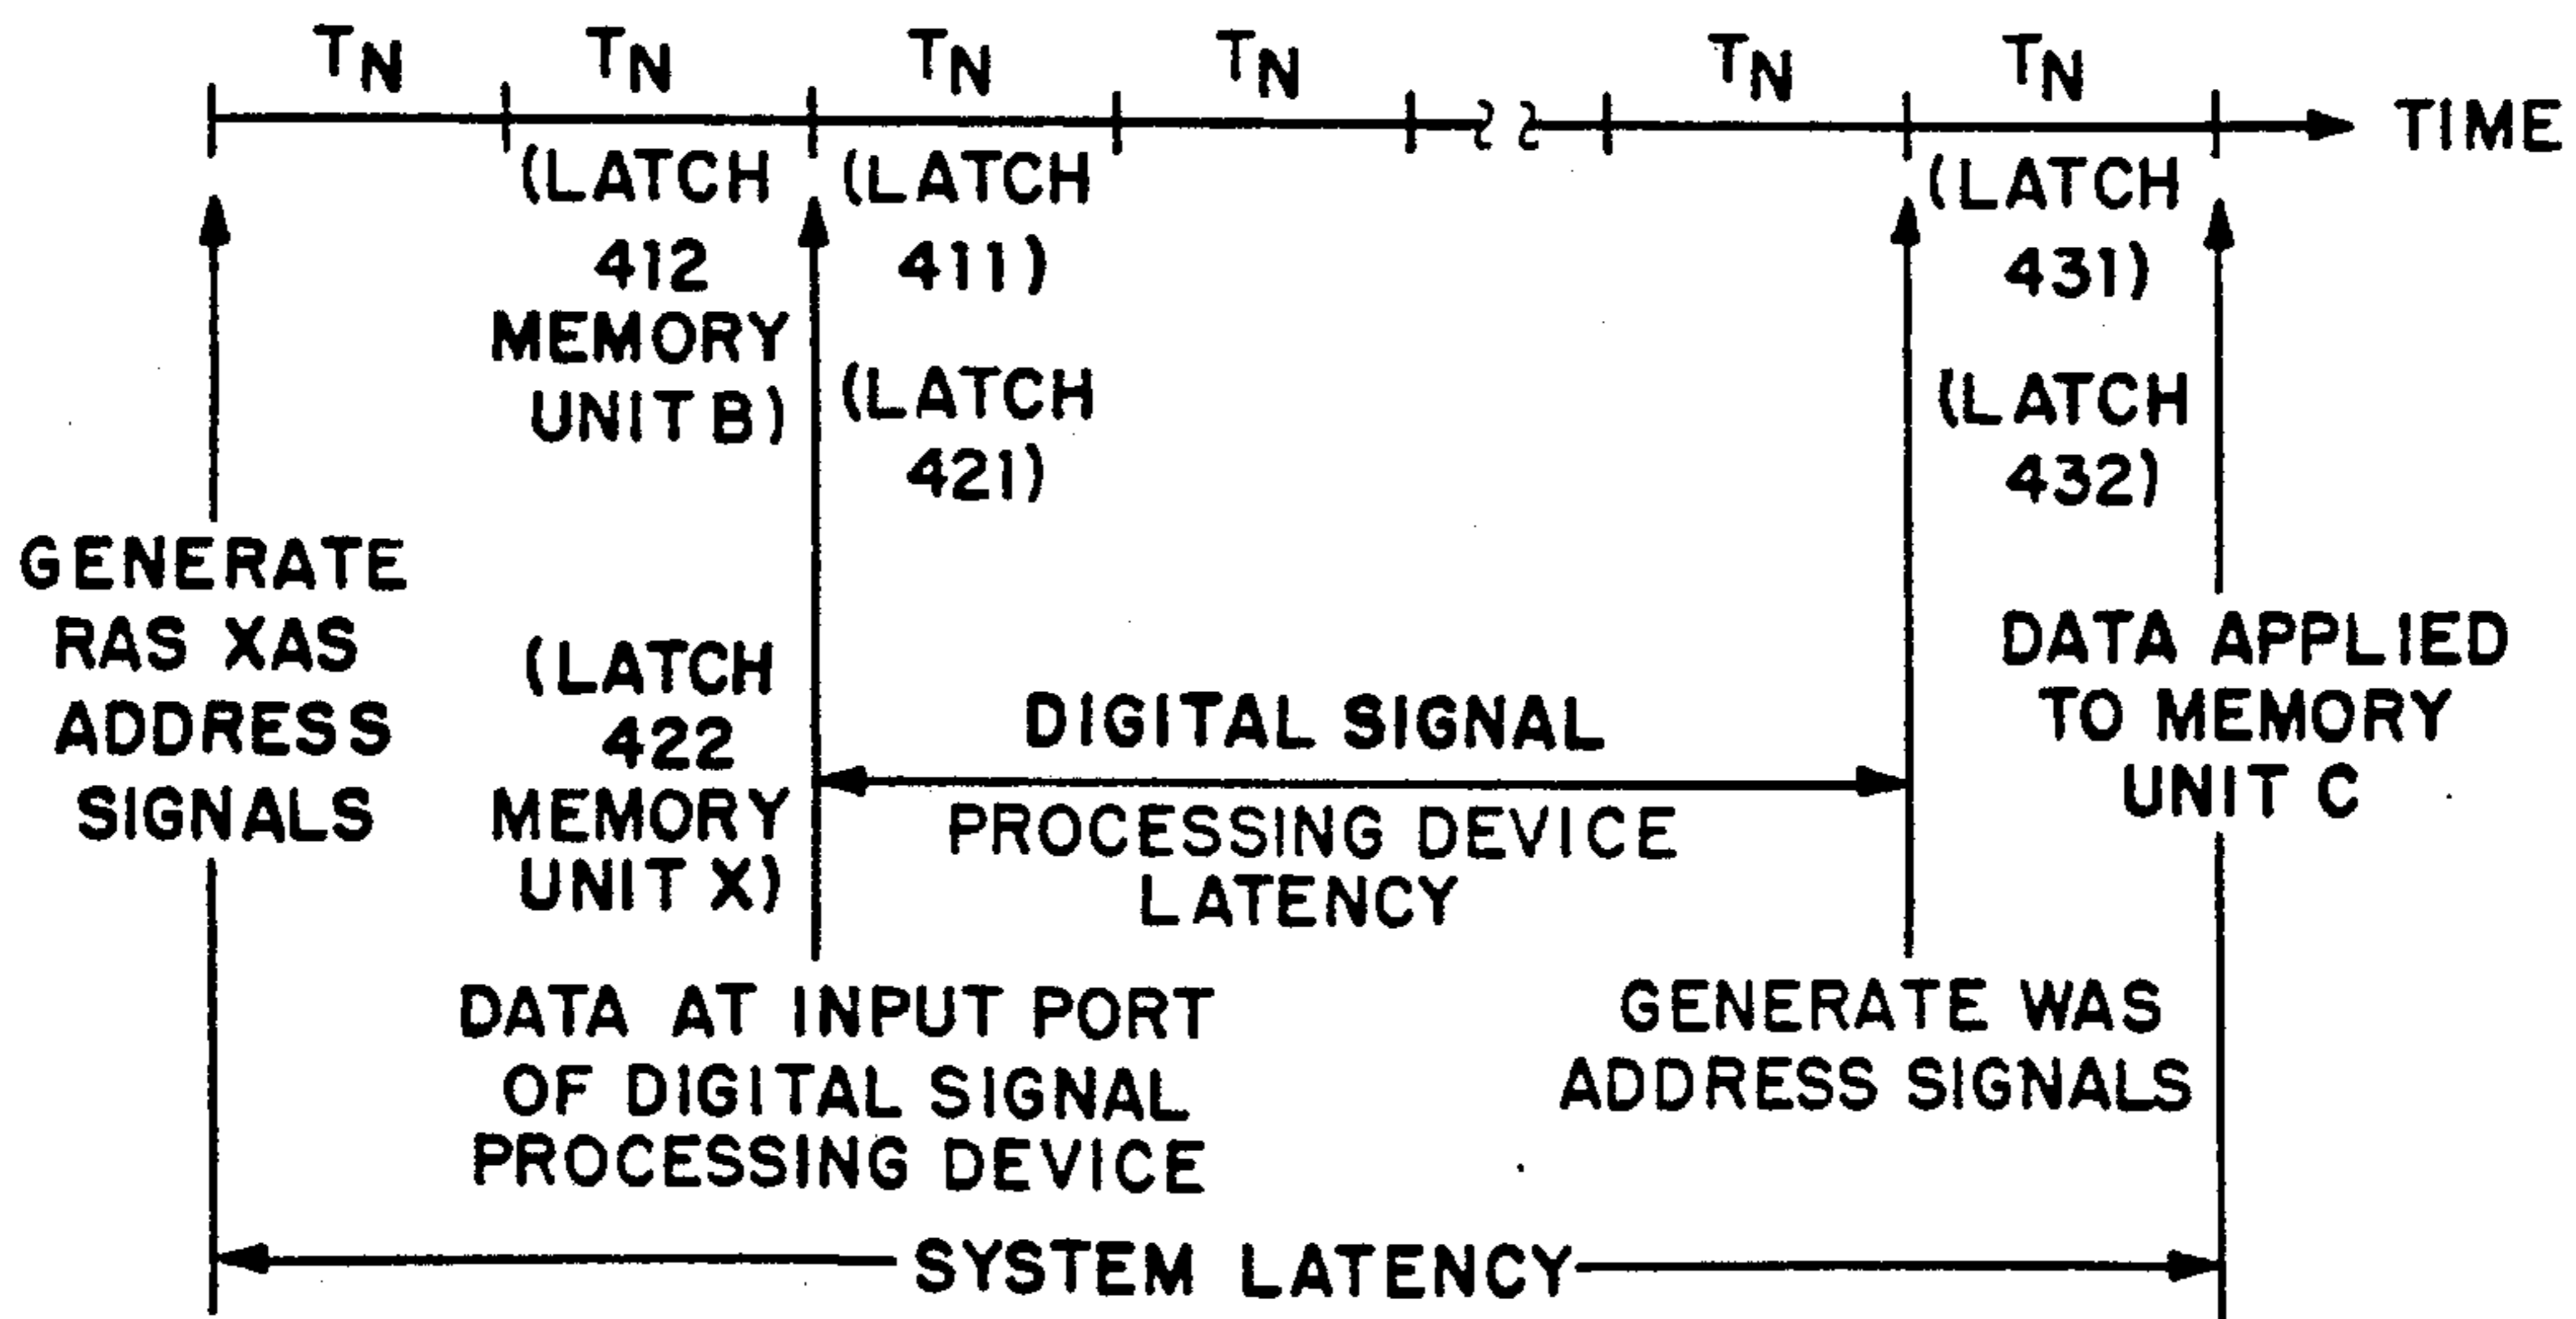 TN TN TN TN TN TN
TIME
(LATCH
412
MEMORY
UNIT B)
(LATCH
411)
(LATCH
421)
(LATCH
431)
(LATCH
432)
GENERATE
RAS XAS
ADDRESS
SIGNALS
(LATCH
422
MEMORY
UNIT X)
DIGITAL SIGNAL
PROCESSING DEVICE
LATENCY
DATA APPLIED
TO MEMORY
UNIT C
DATA AT INPUT PORT
OF DIGITAL SIGNAL
PROCESSING DEVICE
GENERATE WAS
ADDRESS SIGNALS
SYSTEM LATENCY